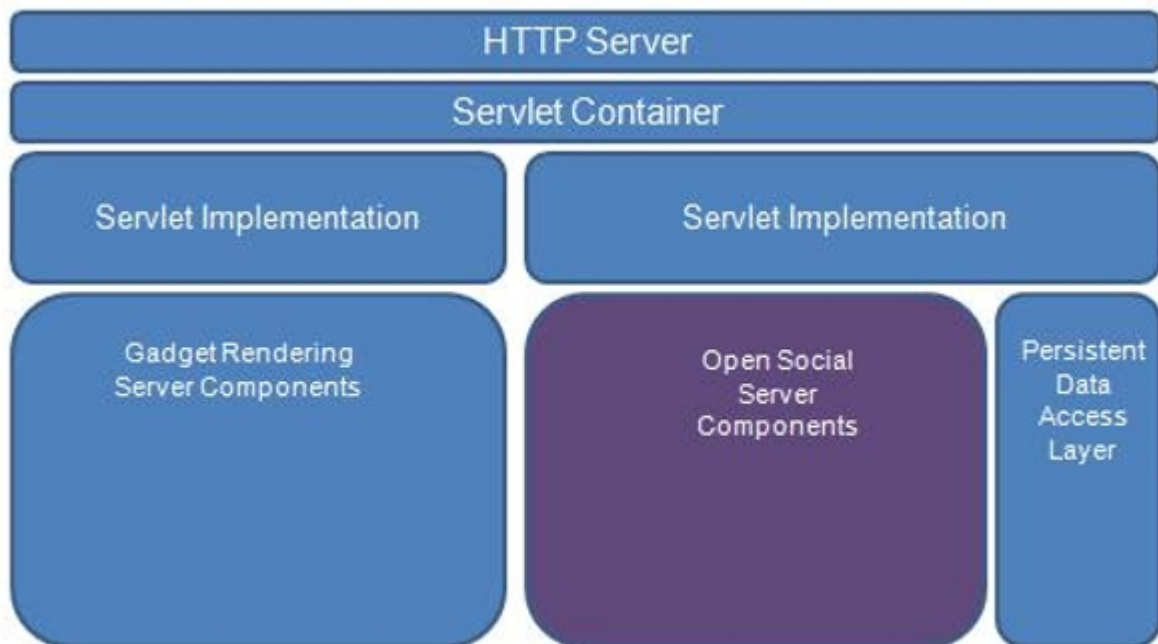 HTTP Server
Servlet Container
Servlet Implementation
Servlet Implementation
Gadget Rendering
Server Components
Open Social
Server
Components
Persistent
Data
Access
Layer